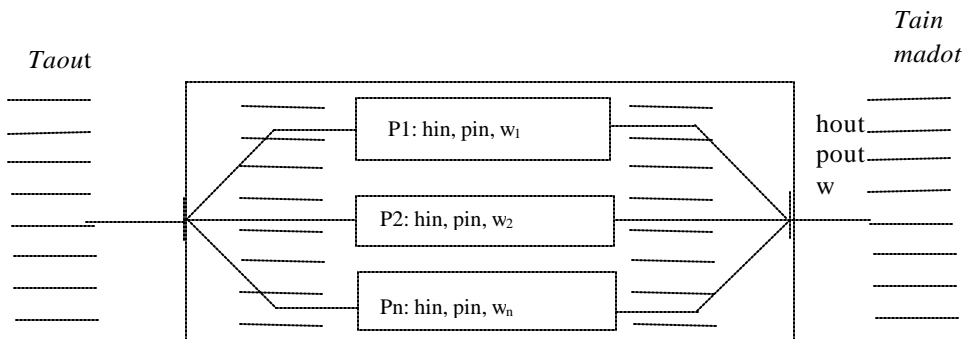 Taout
Tain
madot
P1: hin, pin, w₁
hout
pout
w
P2: hin, pin, w₂
Pn: hin, pin, wₙ